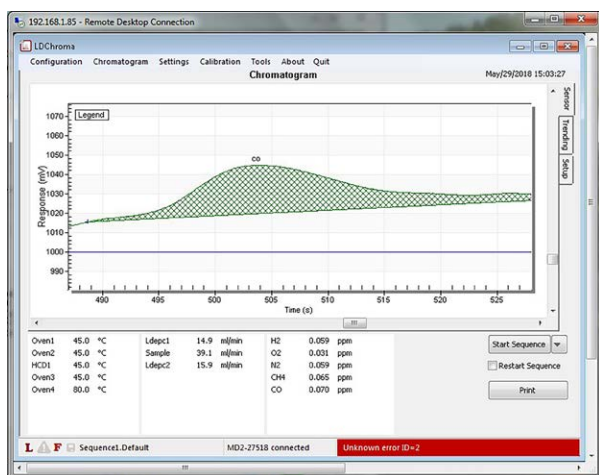 192.168.1.85 - Remote Desktop Connection
LDChroma
Configuration Chromatogram Settings Calibration Tools About Quit
Chromatogram May/29/2018 15:03:27
Legend
co
Response (mV)
1070
1060
1050
1040
1030
1020
1010
1000
990
980
490 495 500 505 510 515 520 525
Time (s)
Sensor
Trending
Setup
Oven1 45.0 °C Ldepc1 14.9 ml/min H2 0.059 ppm
Oven2 45.0 °C Sample 39.1 ml/min O2 0.031 ppm
HCD1 45.0 °C Ldepc2 15.9 ml/min N2 0.059 ppm
Oven3 45.0 °C CH4 0.065 ppm
Oven4 80.0 °C CO 0.070 ppm
Start Sequence
Restart Sequence
Print
L F Sequence1.Default MD2-27518 connected Unknown error ID=2